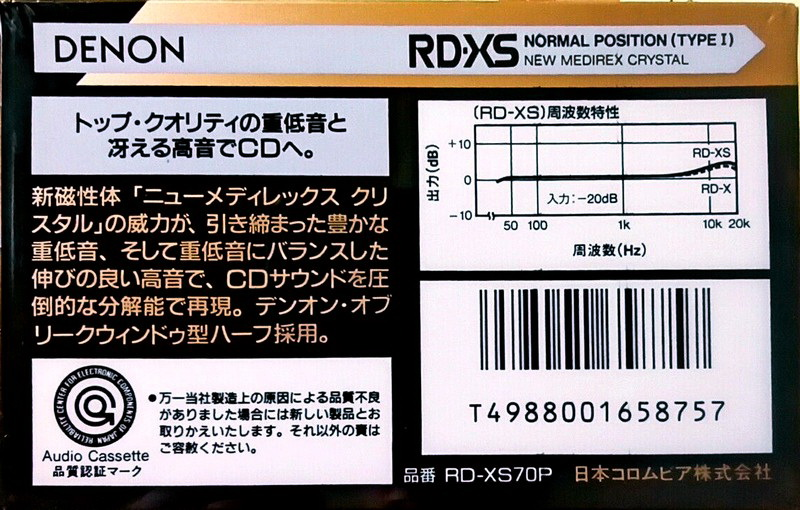 DENON
RD-XS NORMAL POSITION (TYPE I)
NEW MEDIREX CRYSTAL
トップ・クオリティの重低音と
冴える高音でCDへ。
新磁性体「ニューメディレックス クリ
スタル」の威力が、引き締まった豊かな
重低音、そして重低音にバランスした
伸びの良い高音で、CDサウンドを圧
倒的な分解能で再現。デンオン・オブ
リークウィンドゥ型ハーフ採用。
(RD-XS)周波数特性
出力(dB)
+10
0
-10
RD-XS
RD-X
入力:-20dB
50 100 1k 10k 20k
周波数(Hz)
RELIABILITY CENTER FOR ELECTRONIC COMPONENTS OF JAPAN
Audio Cassette
品質認証マーク
●万一当社製造上の原因による品質不良
がありました場合には新しい製品とお
取りかえいたします。それ以外の責は
ご容赦ください。
T4988001658757
品番 RD-XS70P 日本コロムビア株式会社